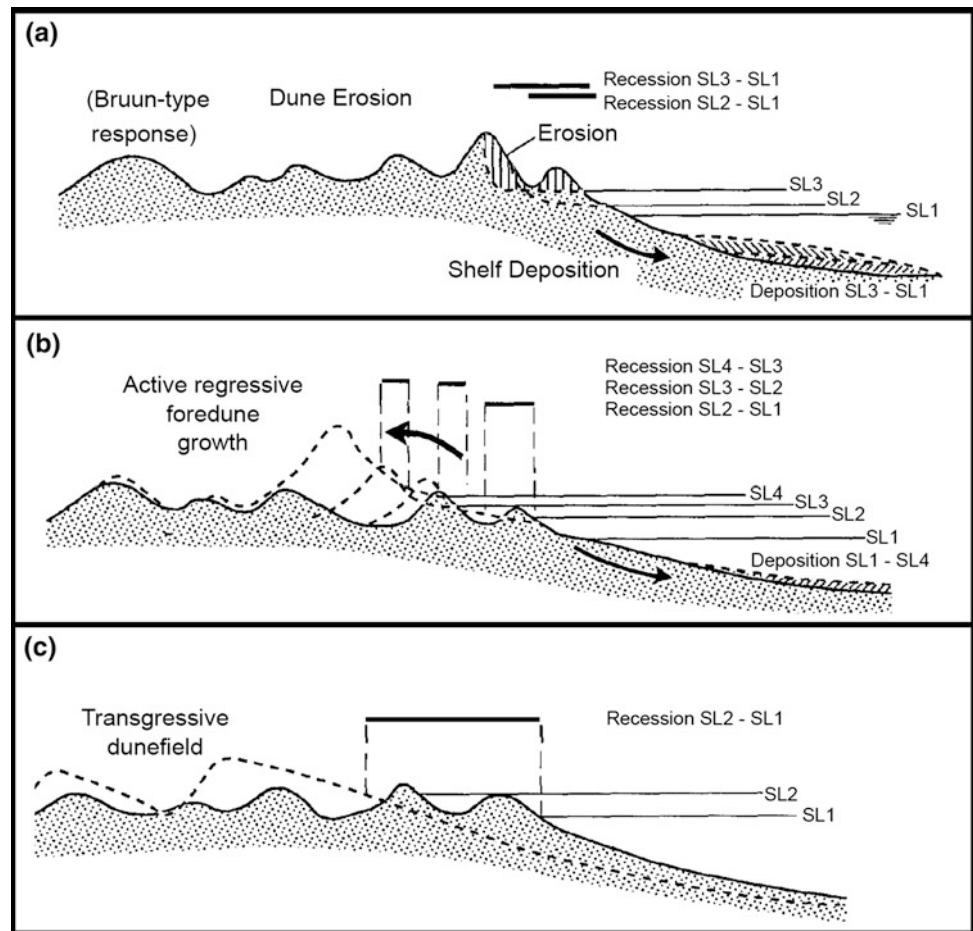 (a)
(Bruun-type
response)
Dune Erosion
Recession SL3 - SL1
Recession SL2 - SL1
Erosion
SL3
SL2
SL1
Shelf Deposition
Deposition SL3 - SL1
(b)
Active regressive
foredune
growth
Recession SL4 - SL3
Recession SL3 - SL2
Recession SL2 - SL1
SL4
SL3
SL2
SL1
Deposition SL1 - SL4
(c)
Transgressive
dunefield
Recession SL2 - SL1
SL2
SL1